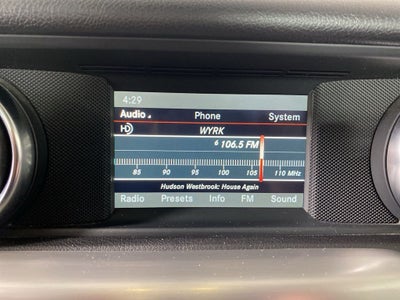 4:29
Audio Phone System
HD WYRK
6 106.5 FM
85 90 95 100 105 110 MHz
Hudson Westbrook: House Again
Radio Presets Info FM Sound